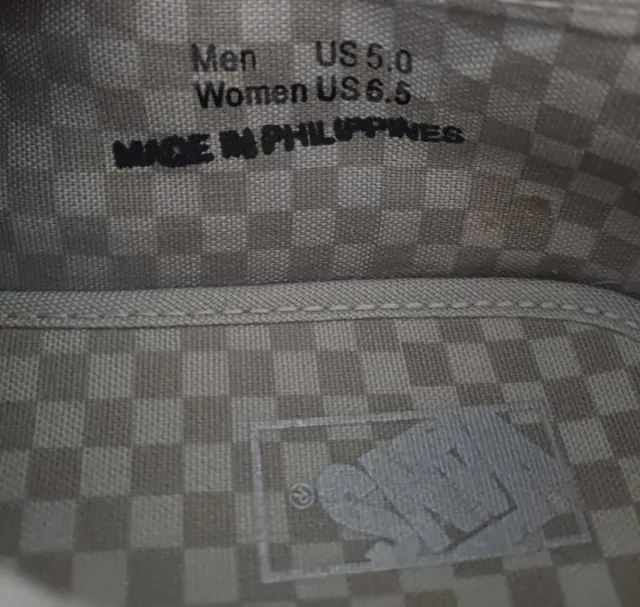 Men US 5.0
Women US 6.5
MADE IN PHILIPPINES
VANS